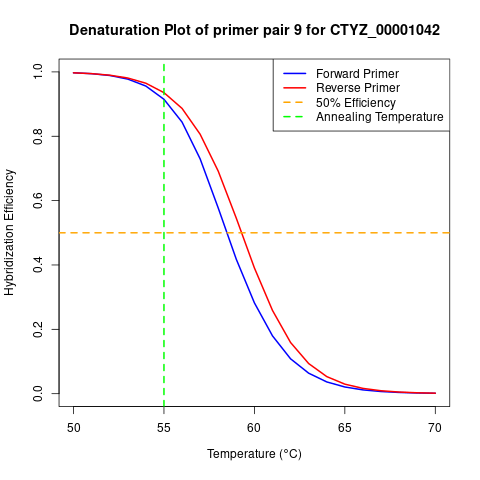 Denaturation Plot of primer pair 9 for CTYZ_00001042
Forward Primer
Reverse Primer
50% Efficiency
Annealing Temperature
Hybridization Efficiency
1.0
0.8
0.6
0.4
0.2
0.0
50 55 60 65 70
Temperature (°C)